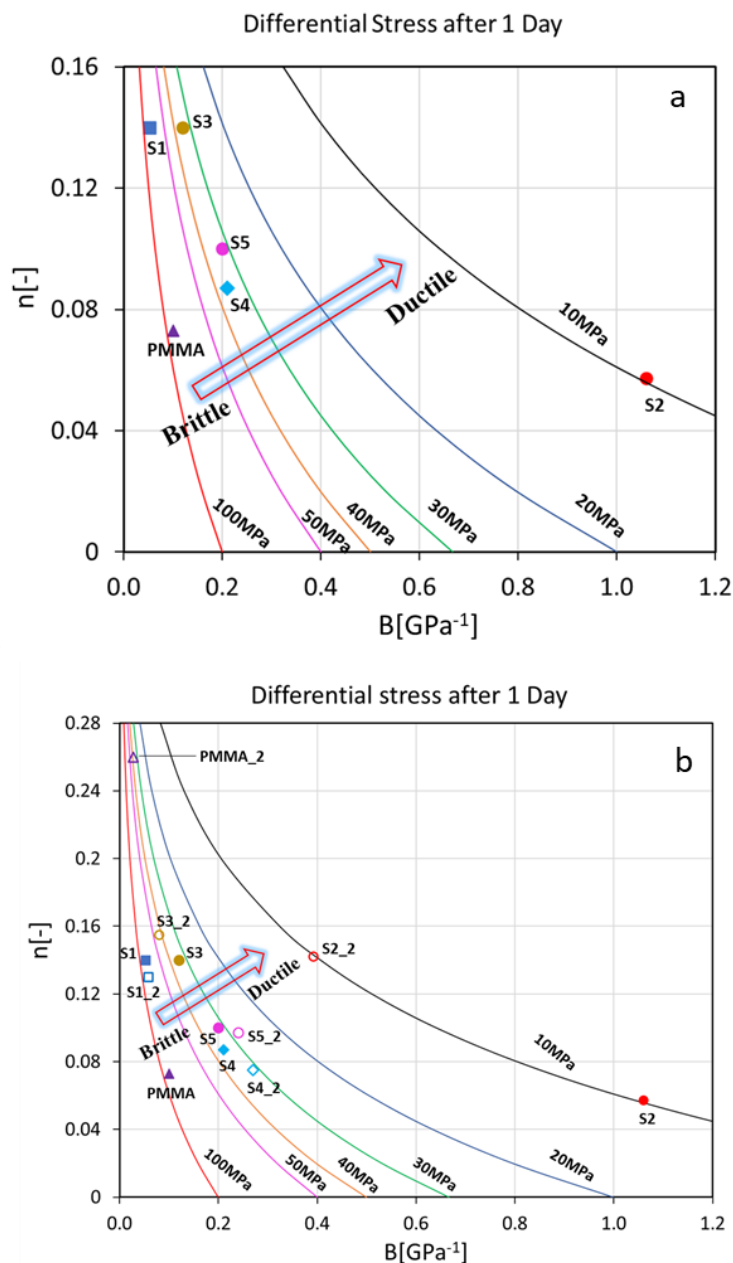 Differential Stress after 1 Day
a
0.16
0.12
0.08
0.04
0
n[-]
S1
S3
S5
S4
PMMA
S2
Brittle
Ductile
10MPa
100MPa
50MPa
40MPa
30MPa
20MPa
0.0 0.2 0.4 0.6 0.8 1.0 1.2
B[GPa⁻¹]
Differential stress after 1 Day
b
0.28
0.24
0.2
0.16
0.12
0.08
0.04
0
n[-]
PMMA_2
S3_2
S1
S3
S1_2
S2_2
S5
S5_2
S4
S4_2
PMMA
S2
Brittle
Ductile
10MPa
100MPa
50MPa
40MPa
30MPa
20MPa
0.0 0.2 0.4 0.6 0.8 1.0 1.2
B[GPa⁻¹]